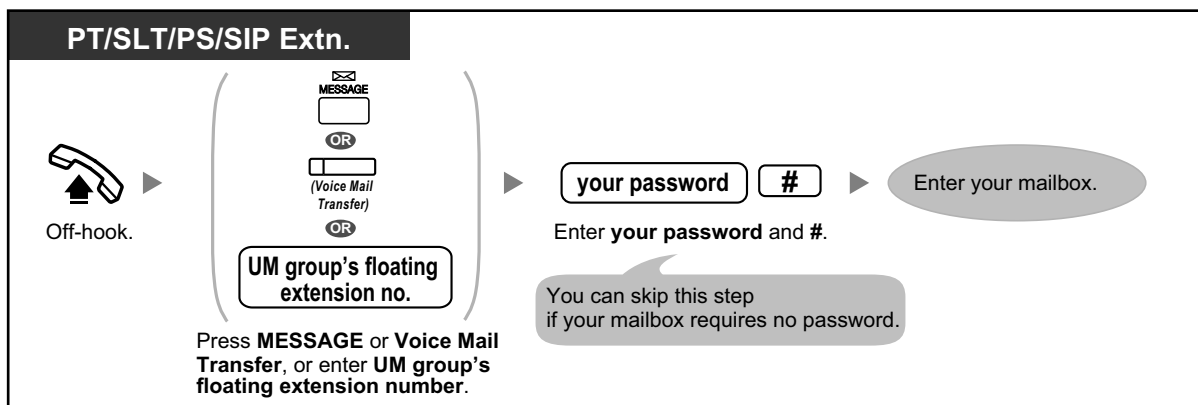 PT/SLT/PS/SIP Extn.
Off-hook.
MESSAGE
OR
(Voice Mail
Transfer)
OR
UM group's floating
extension no.
Press MESSAGE or Voice Mail
Transfer, or enter UM group's
floating extension number.
your password #
Enter your password and #.
You can skip this step
if your mailbox requires no password.
Enter your mailbox.